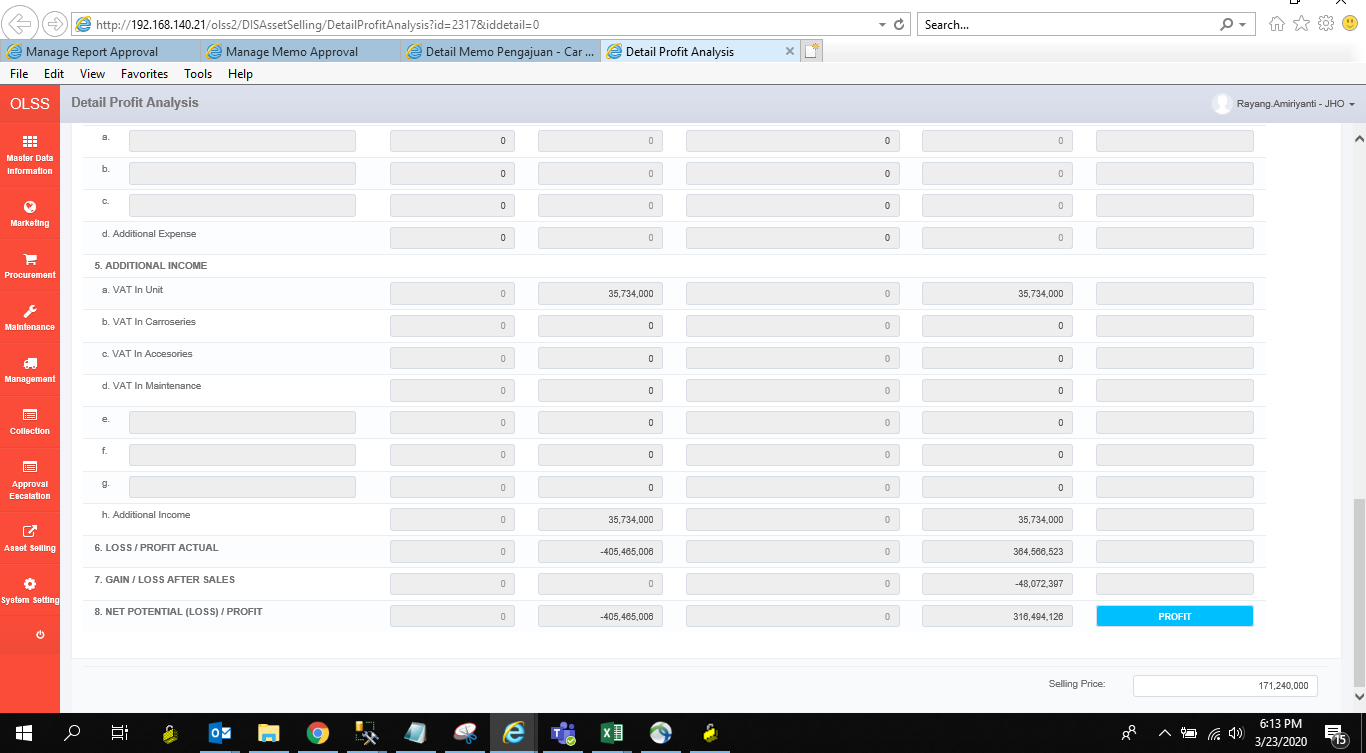 http://192.168.140.21/olss2/DISAssetSelling/DetailProfitAnalysis?id=2317&iddetail=0
Search...
Manage Report Approval
Manage Memo Approval
Detail Memo Pengajuan - Car ...
Detail Profit Analysis
File Edit View Favorites Tools Help
OLSS
Detail Profit Analysis
Rayang.Amiriyanti - JHO
Master Data Information
Marketing
Procurement
Maintenance
Management
Collection
Approval Escalation
Asset Selling
System Setting
a. 0 0 0 0
b. 0 0 0 0
c. 0 0 0 0
d. Additional Expense 0 0 0 0
5. ADDITIONAL INCOME
a. VAT In Unit 0 35,734,000 0 35,734,000
b. VAT In Carroseries 0 0 0 0
c. VAT In Accesories 0 0 0 0
d. VAT In Maintenance 0 0 0 0
e. 0 0 0 0
f. 0 0 0 0
g. 0 0 0 0
h. Additional Income 0 35,734,000 0 35,734,000
6. LOSS / PROFIT ACTUAL 0 -405,465,006 0 364,566,523
7. GAIN / LOSS AFTER SALES 0 0 0 -48,072,397
8. NET POTENTIAL (LOSS) / PROFIT 0 -405,465,006 0 316,494,126 PROFIT
Selling Price: 171,240,000
6:13 PM
3/23/2020
15